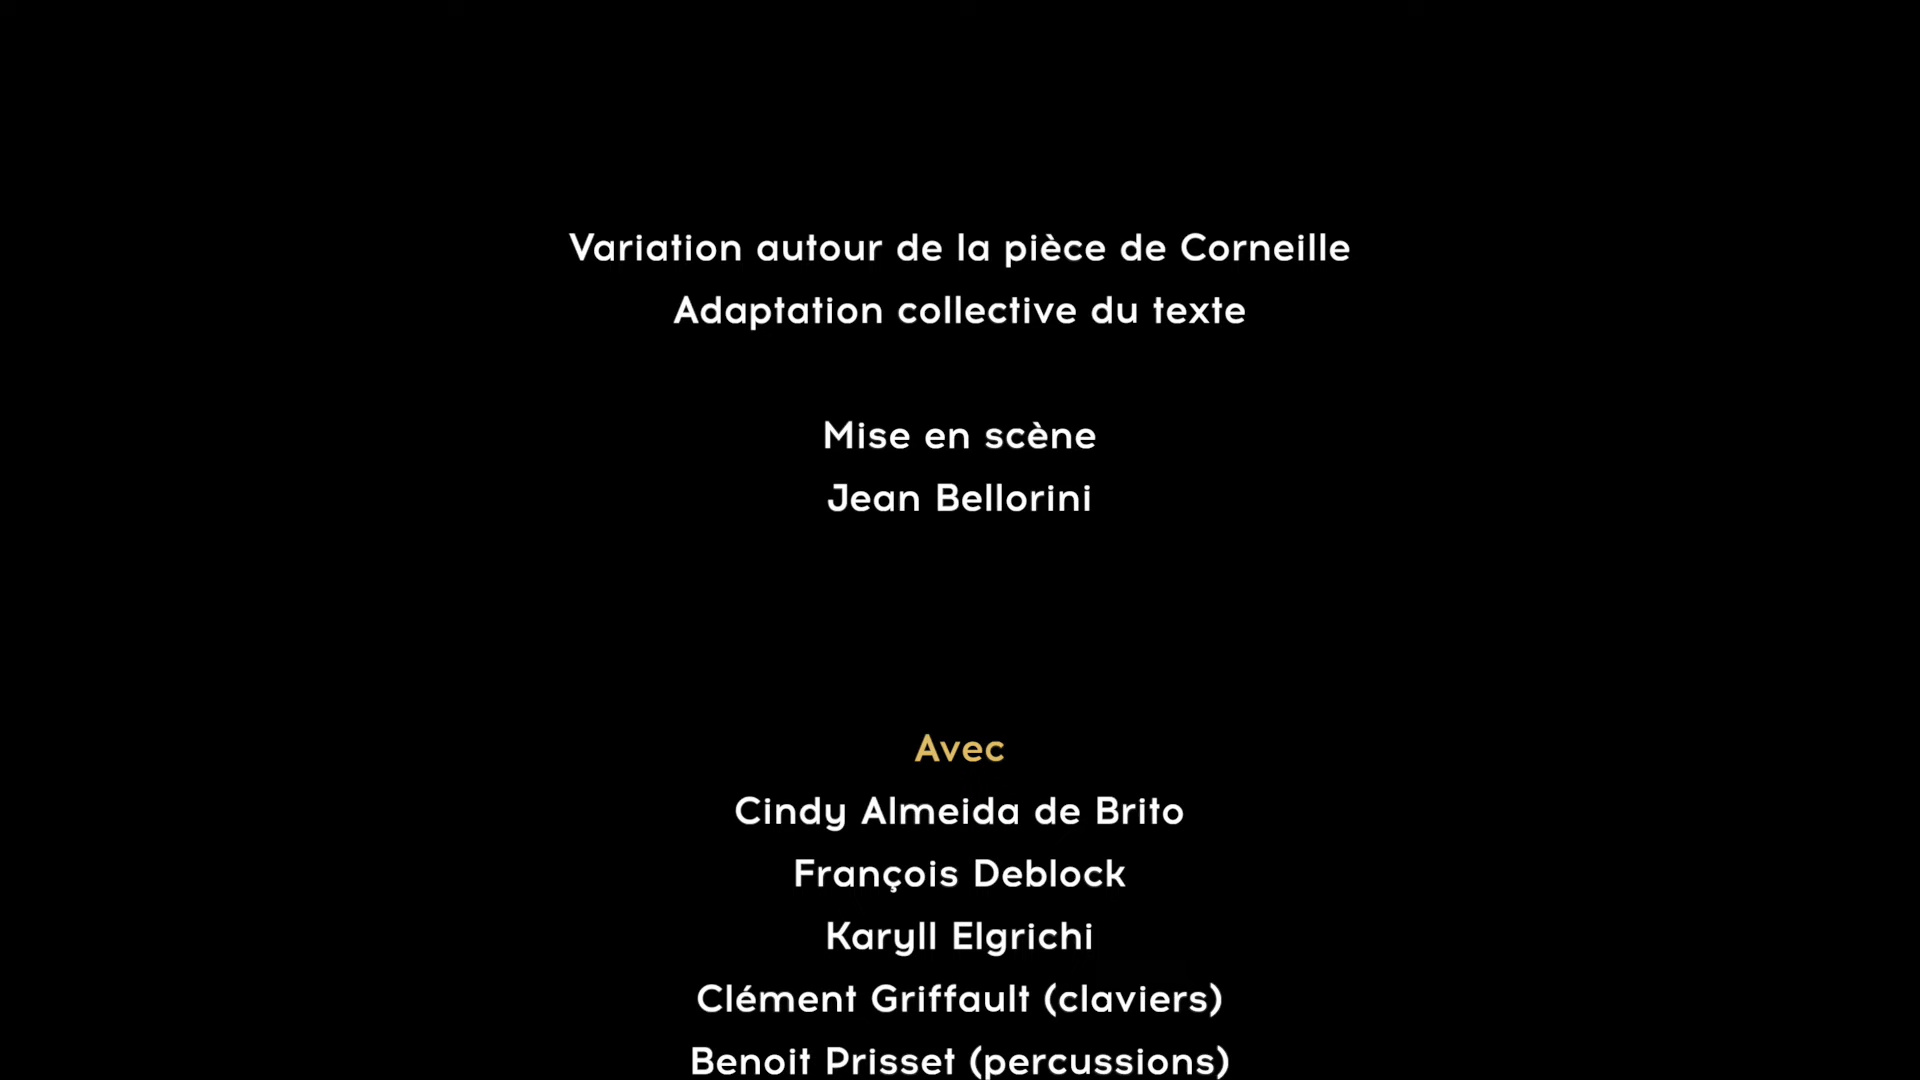 Variation autour de la pièce de Corneille
Adaptation collective du texte
Mise en scène
Jean Bellorini
Avec
Cindy Almeida de Brito
François Deblock
Karyll Elgrichi
Clément Griffault (claviers)
Benoit Prisset (percussions)